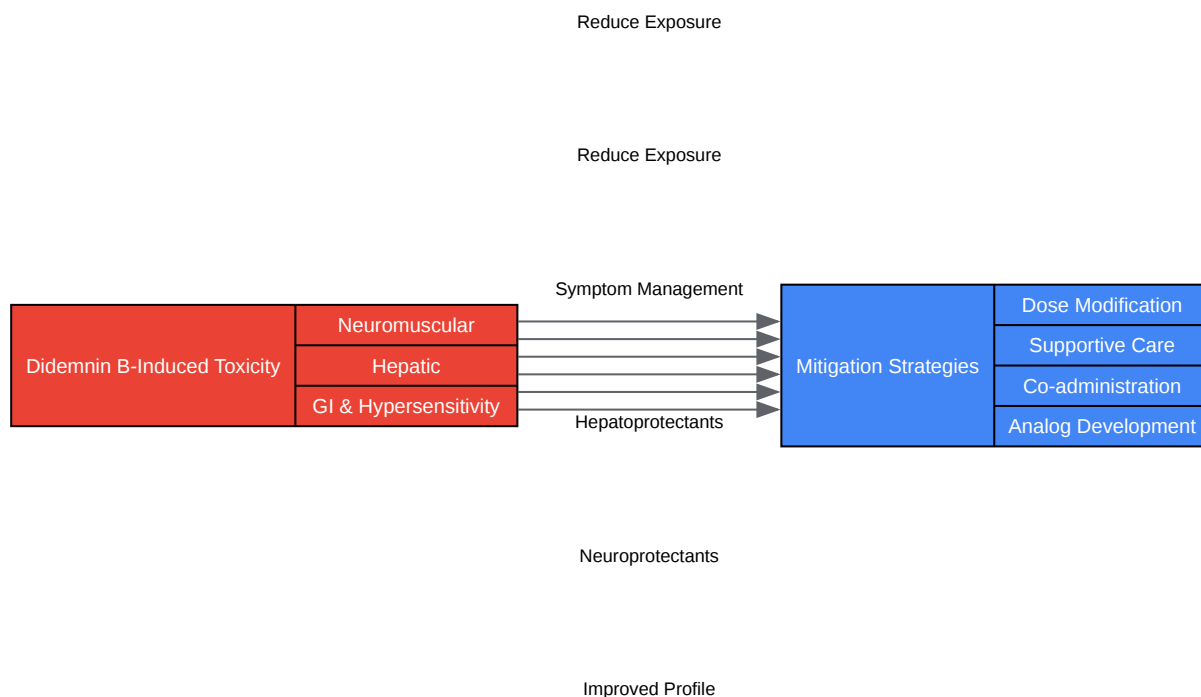 Reduce Exposure
Reduce Exposure
Symptom Management
Didemnin B-Induced Toxicity
Neuromuscular
Hepatic
GI & Hypersensitivity
Mitigation Strategies
Dose Modification
Supportive Care
Co-administration
Analog Development
Hepatoprotectants
Neuroprotectants
Improved Profile